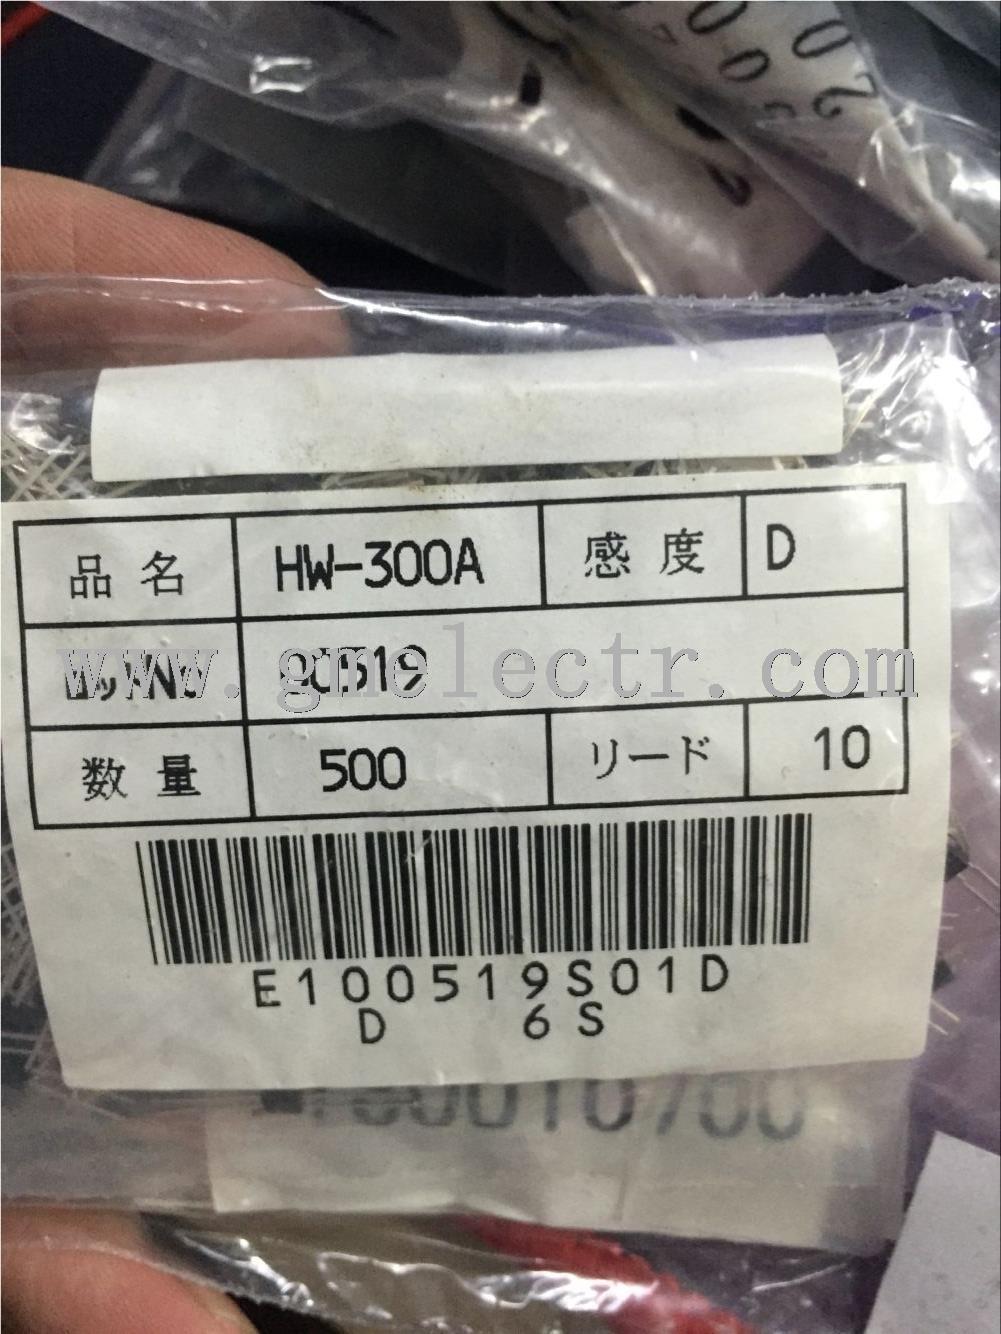 品名 HW-300A 感度 D
www.gmelectr.com
数量 500 リード 10
E100519S01D
D 6S